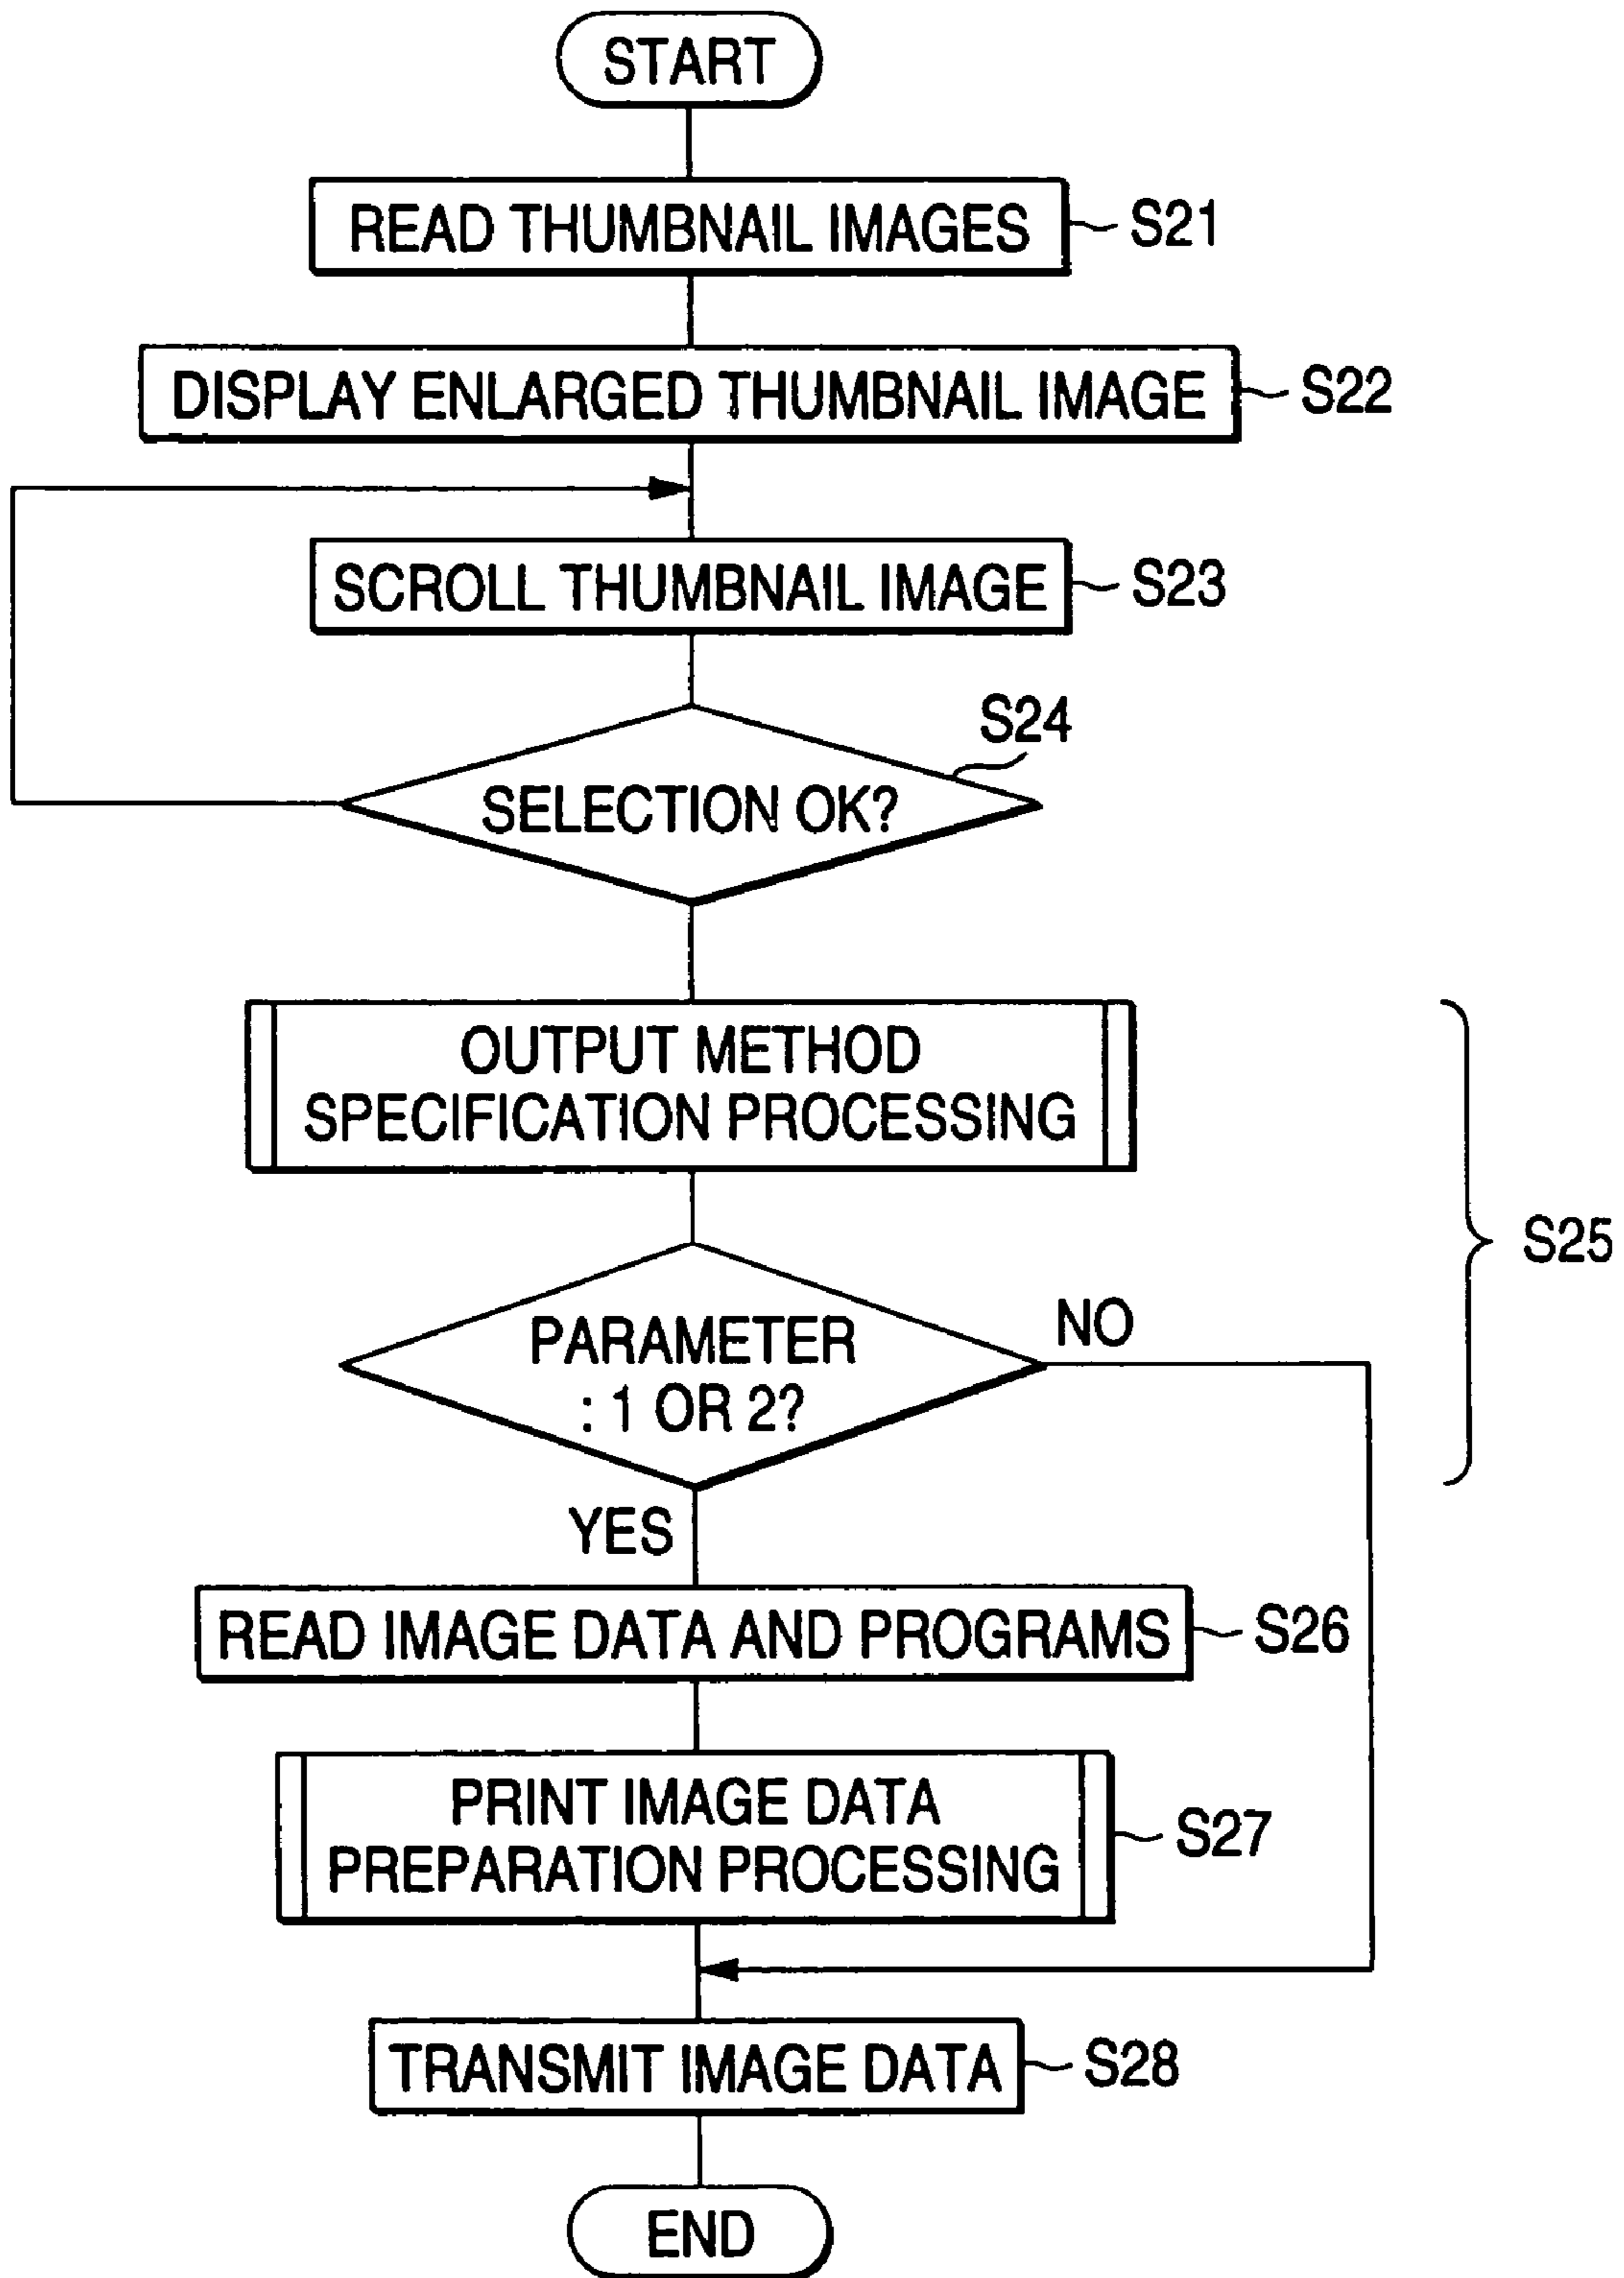 START
READ THUMBNAIL IMAGES
S21
DISPLAY ENLARGED THUMBNAIL IMAGE
S22
SCROLL THUMBNAIL IMAGE
S23
S24
SELECTION OK?
OUTPUT METHOD
SPECIFICATION PROCESSING
S25
PARAMETER
: 1 OR 2?
NO
YES
READ IMAGE DATA AND PROGRAMS
S26
PRINT IMAGE DATA
PREPARATION PROCESSING
S27
TRANSMIT IMAGE DATA
S28
END